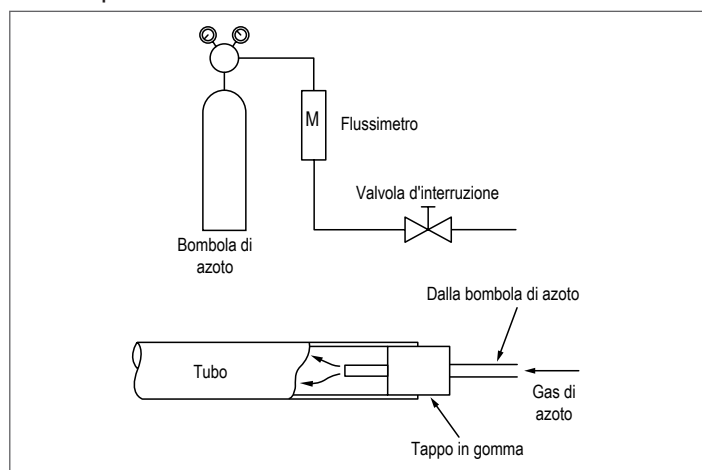 M
Flussimetro
Valvola d'interruzione
Bombola di
azoto
Dalla bombola di azoto
Tubo
Gas di
azoto
Tappo in gomma